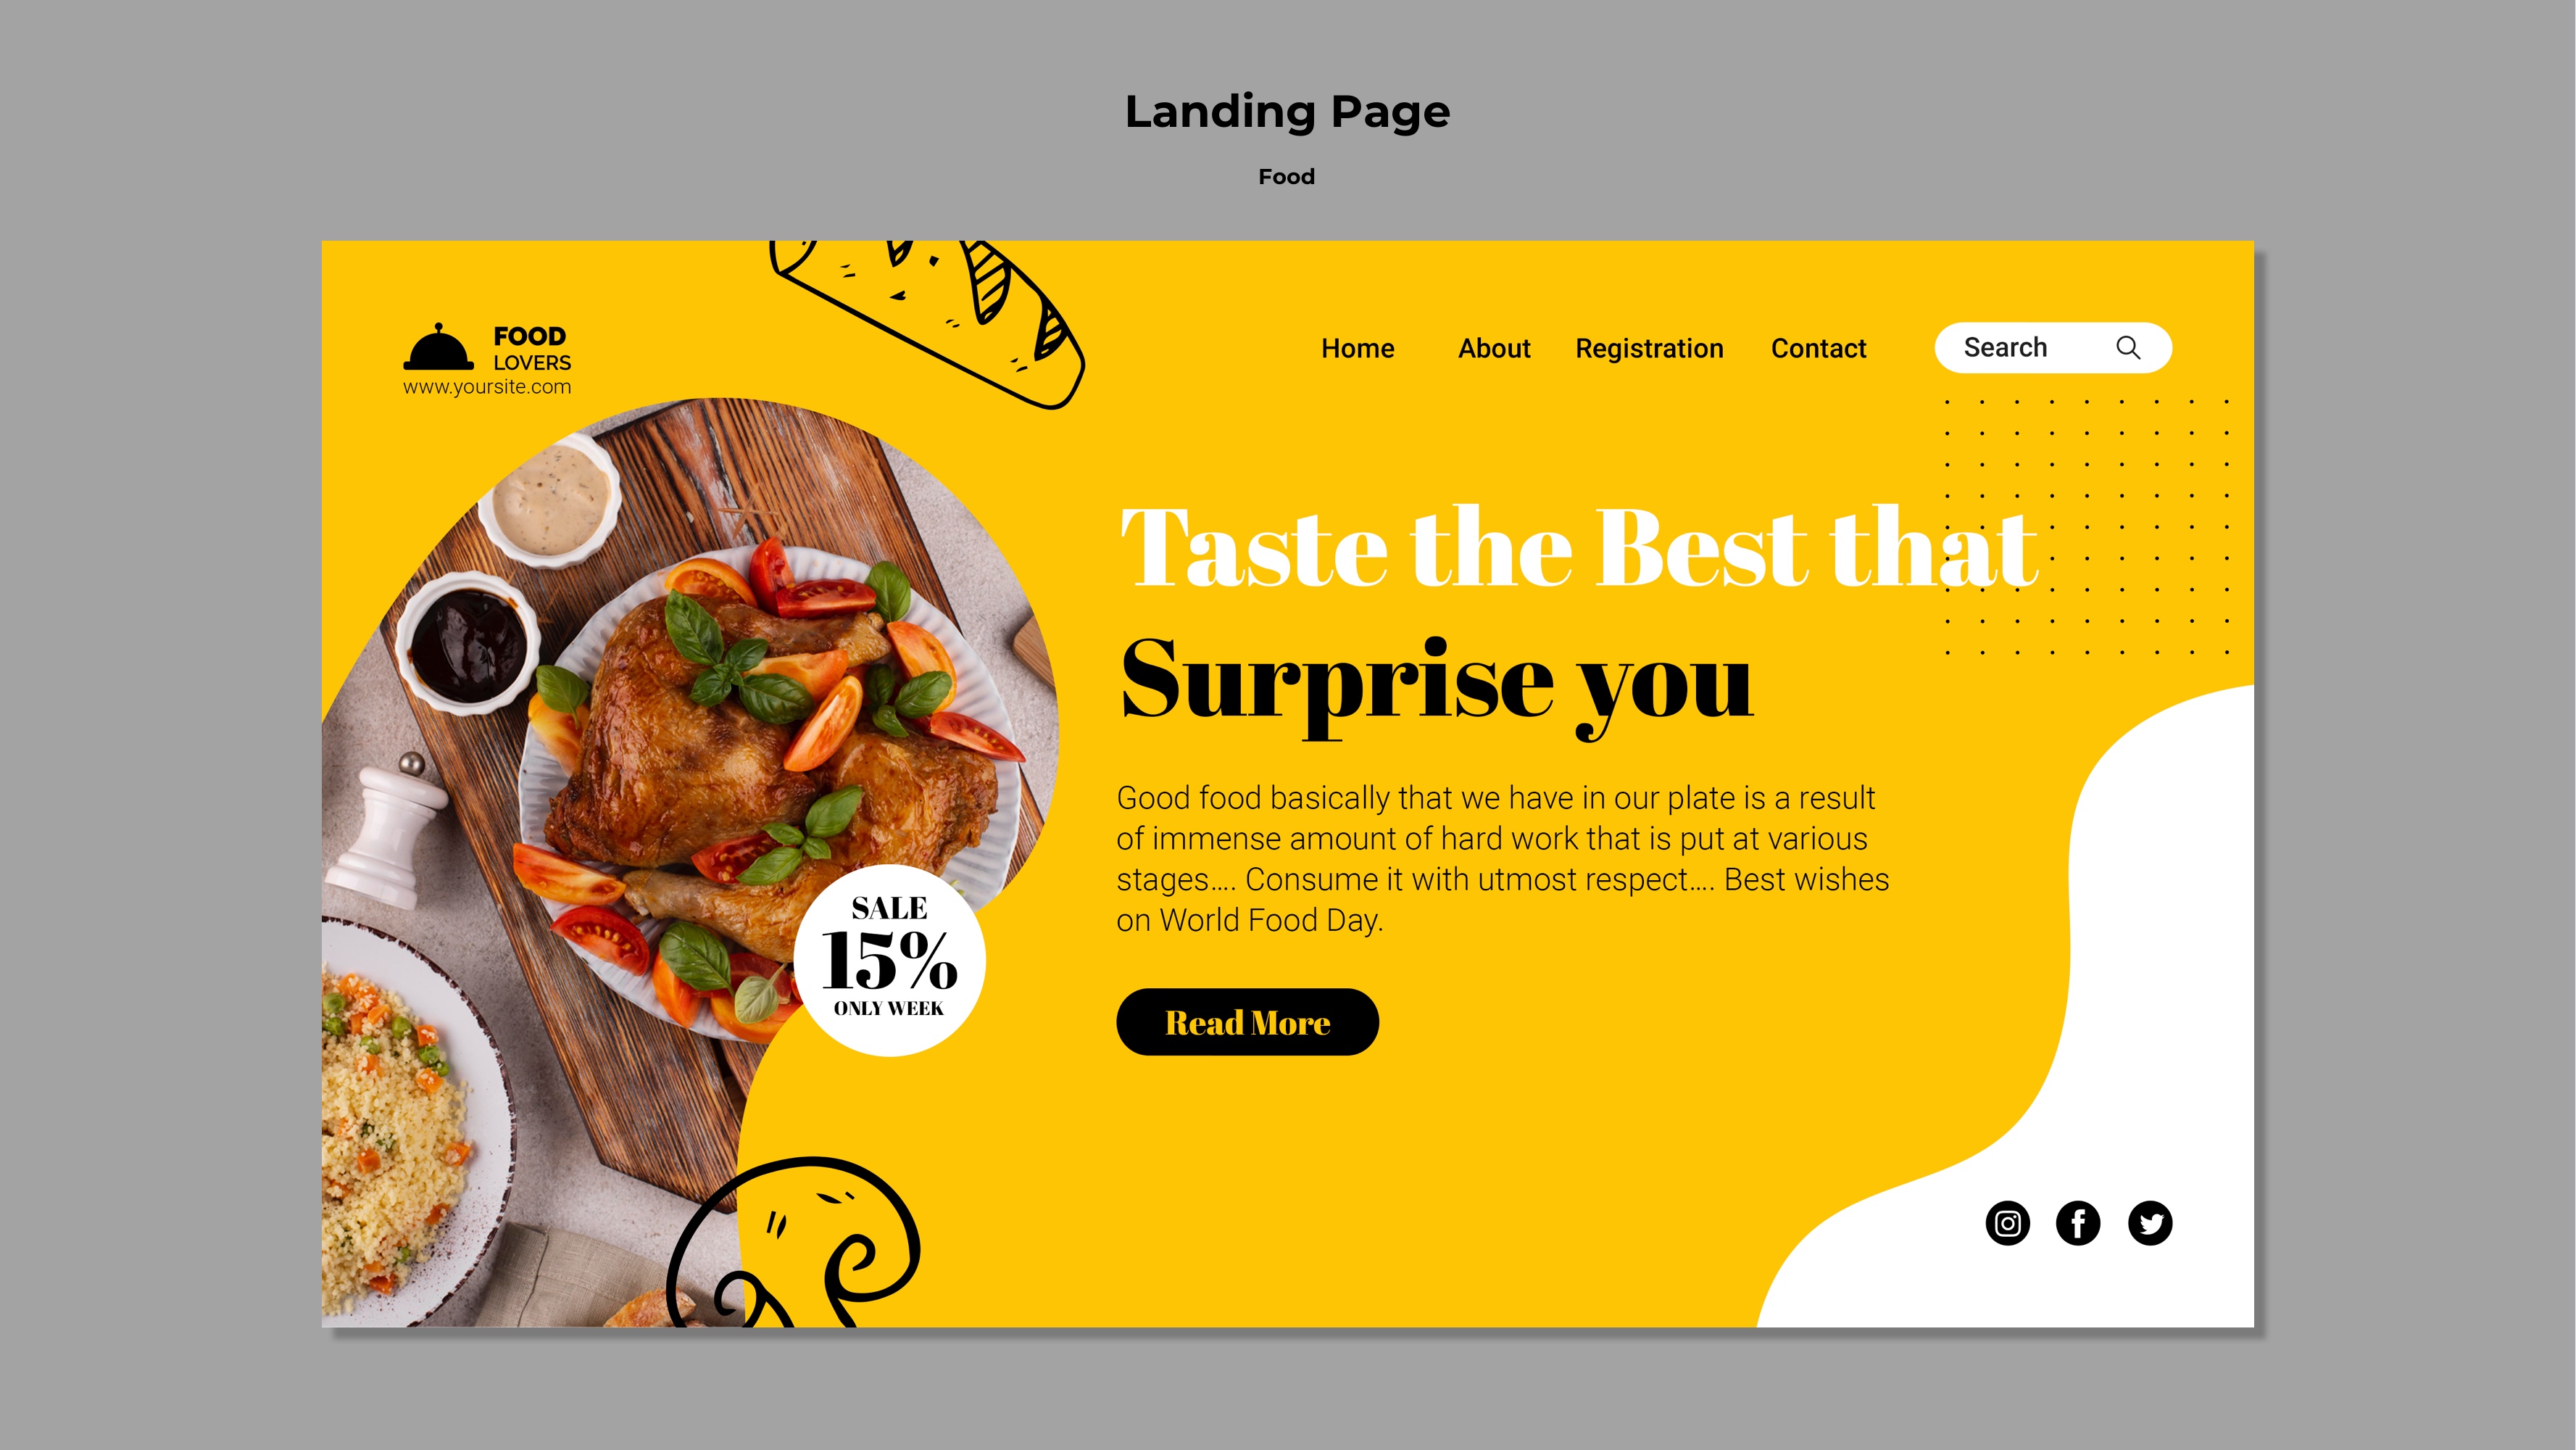 Landing Page
Food
FOOD
LOVERS
www.yoursite.com
Home About Registration Contact Search
Taste the Best that
Surprise you
Good food basically that we have in our plate is a result
of immense amount of hard work that is put at various
stages.... Consume it with utmost respect.... Best wishes
on World Food Day.
Read More
SALE
15%
ONLY WEEK